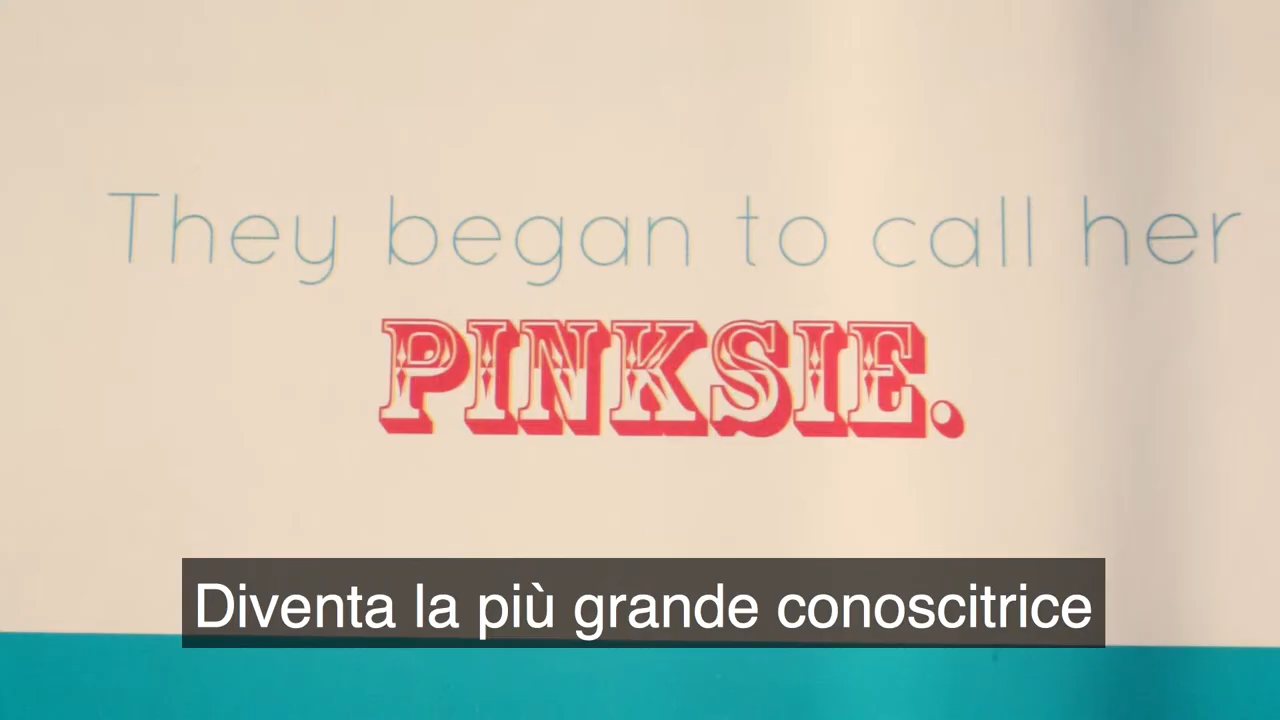 They began to call her
PINKSIE.
Diventa la più grande conoscitrice